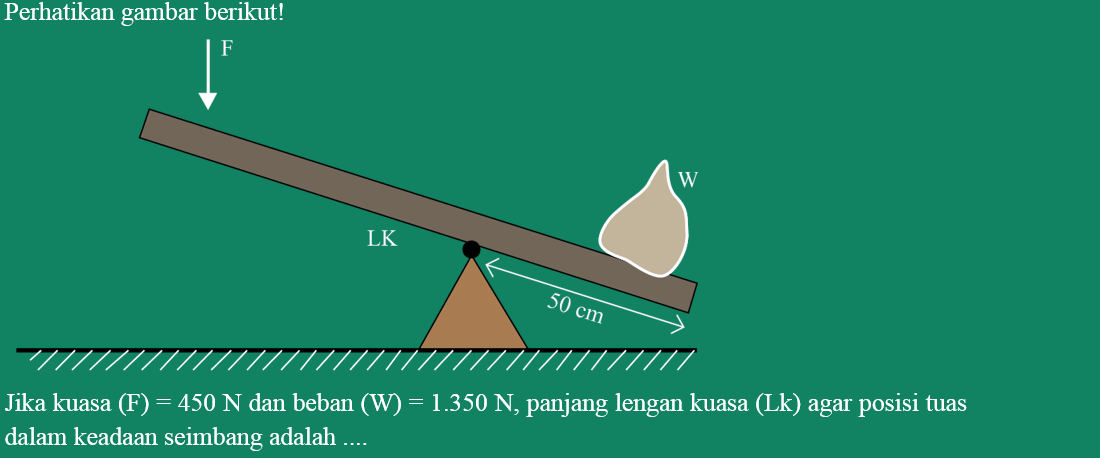 Perhatikan gambar berikut!
F
W
LK
50 cm
Jika kuasa (F) = 450 N dan beban (W) = 1.350 N, panjang lengan kuasa (Lk) agar posisi tuas
dalam keadaan seimbang adalah ....